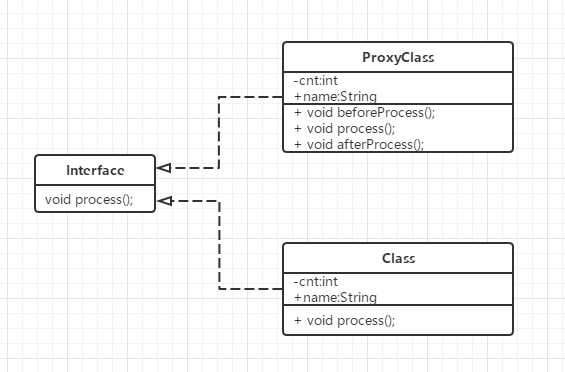 ProxyClass
-cnt:int
+name:String
+ void beforeProcess();
+ void process();
+ void afterProcess();
Interface
void process();
Class
-cnt:int
+name:String
+ void process();